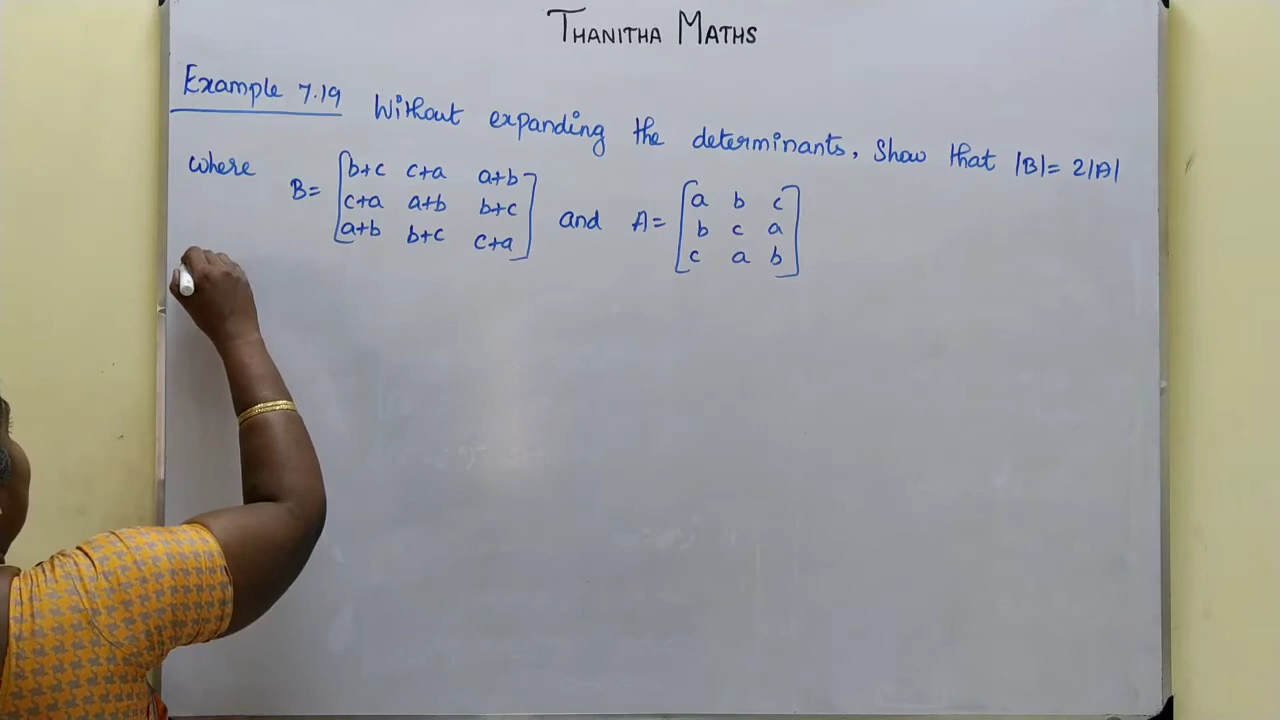 THANITHA MATHS
Example 7.19 Without expanding the determinants, Show that |B| = 2|A|
where B = [b+c c+a a+b
c+a a+b b+c
a+b b+c c+a] and A = [a b c
b c a
c a b]